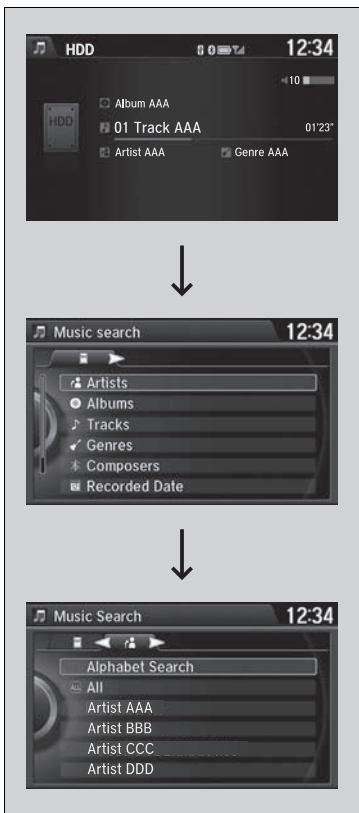 HDD 12:34
10
Album AAA
HDD
01 Track AAA 01'23"
Artist AAA Genre AAA
Music search 12:34
Artists
Albums
Tracks
Genres
Composers
Recorded Date
Music Search 12:34
Alphabet Search
ALL All
Artist AAA
Artist BBB
Artist CCC
Artist DDD